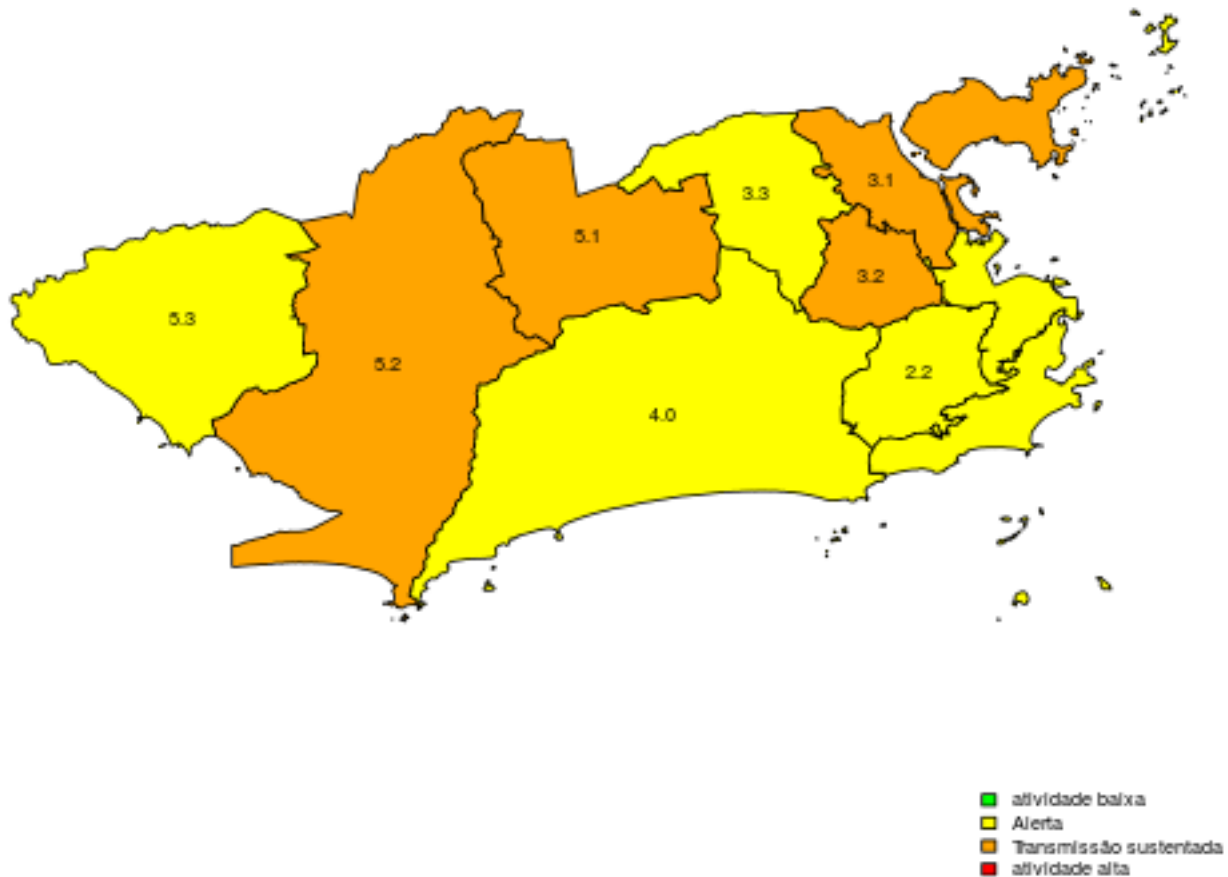 3.3
3.1
5.1
3.2
5.3
5.2
2.2
4.0
atividade baixa
Alerta
Transmissão sustentada
atividade alta